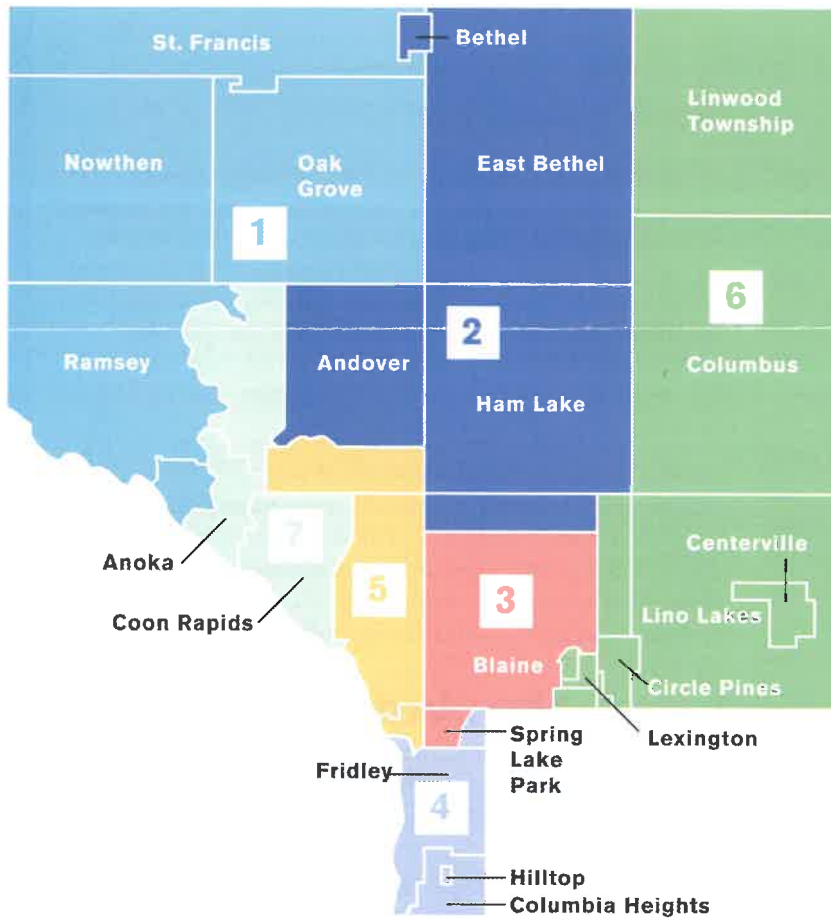 St. Francis
Bethel
Linwood
Township
Nowthen
Oak
Grove
East Bethel
1
6
2
Ramsey
Andover
Columbus
Ham Lake
7
Centerville
Anoka
5
3
Coon Rapids
Lino Lakes
Blaine
Circle Pines
Spring
Lake
Park
Lexington
Fridley
4
Hilltop
Columbia Heights